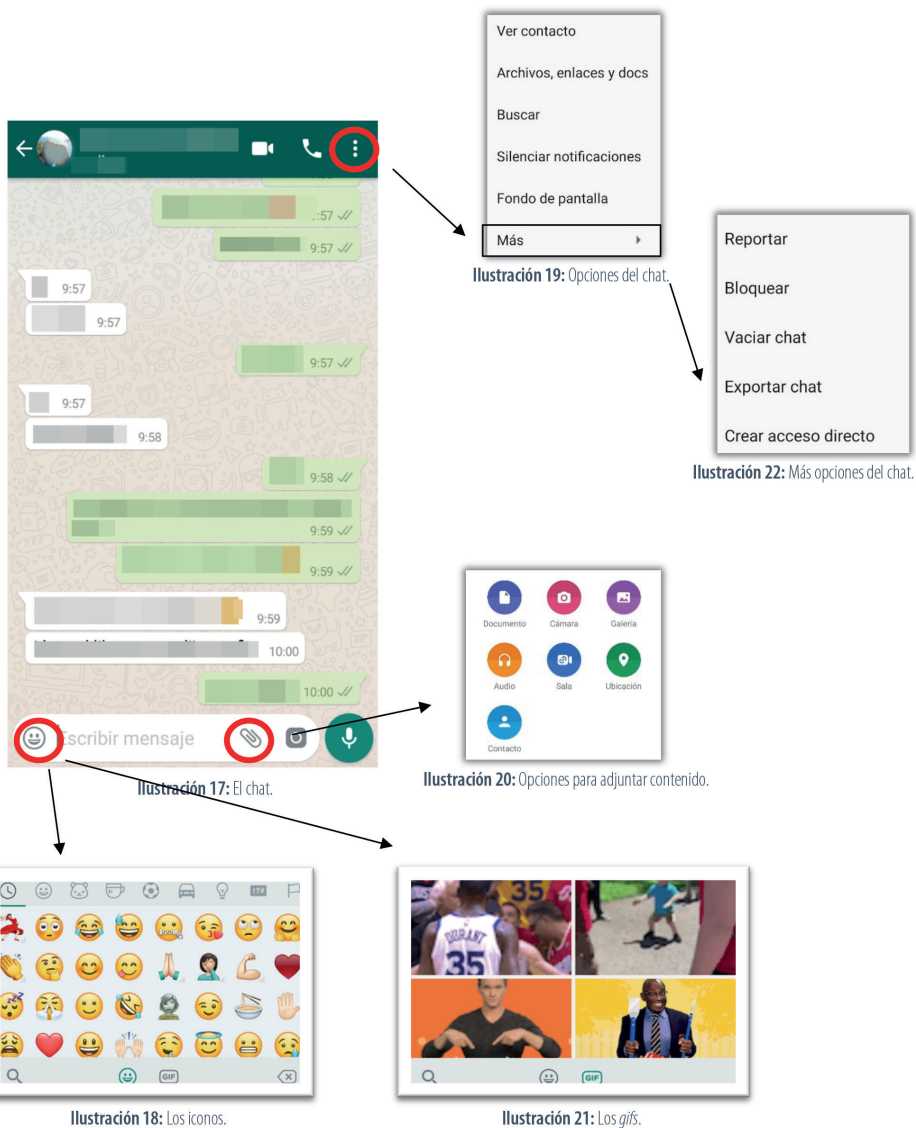 Ver contacto
Archivos, enlaces y docs
Buscar
Silenciar notificaciones
Fondo de pantalla
Más
Ilustración 19: Opciones del chat.
Reportar
Bloquear
Vaciar chat
Exportar chat
Crear acceso directo
Ilustración 22: Más opciones del chat.
:57
9:57
9:57
9:57
9:57
9:57
9:58
9:58
9:59
9:59
9:59
10:00
10:00
Escribir mensaje
Ilustración 17: El chat.
Documento Cámara Galería
Audio Sala Ubicación
Contacto
Ilustración 20: Opciones para adjuntar contenido.
GIF
Ilustración 18: Los iconos.
35
DURANT
35
GIF
Ilustración 21: Los gifs.